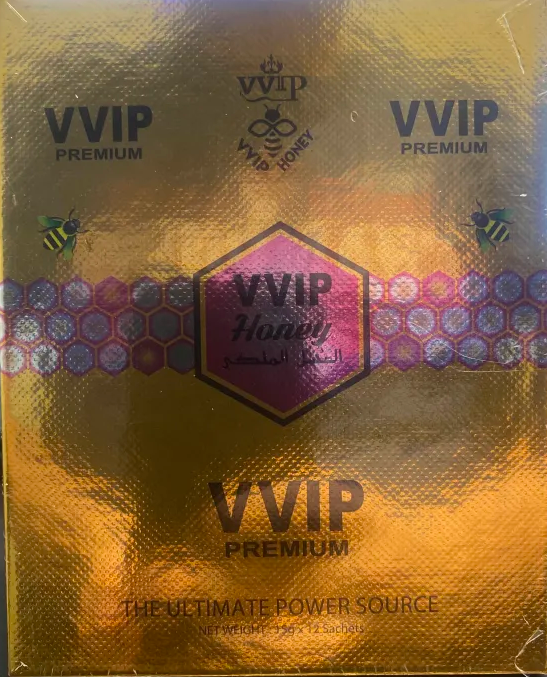 VVIP
VVIP HONEY
VVIP
PREMIUM
VVIP
PREMIUM
VVIP
Honey
العسل الملكي
VVIP
PREMIUM
THE ULTIMATE POWER SOURCE
NET WEIGHT: 15g x 12 Sachets